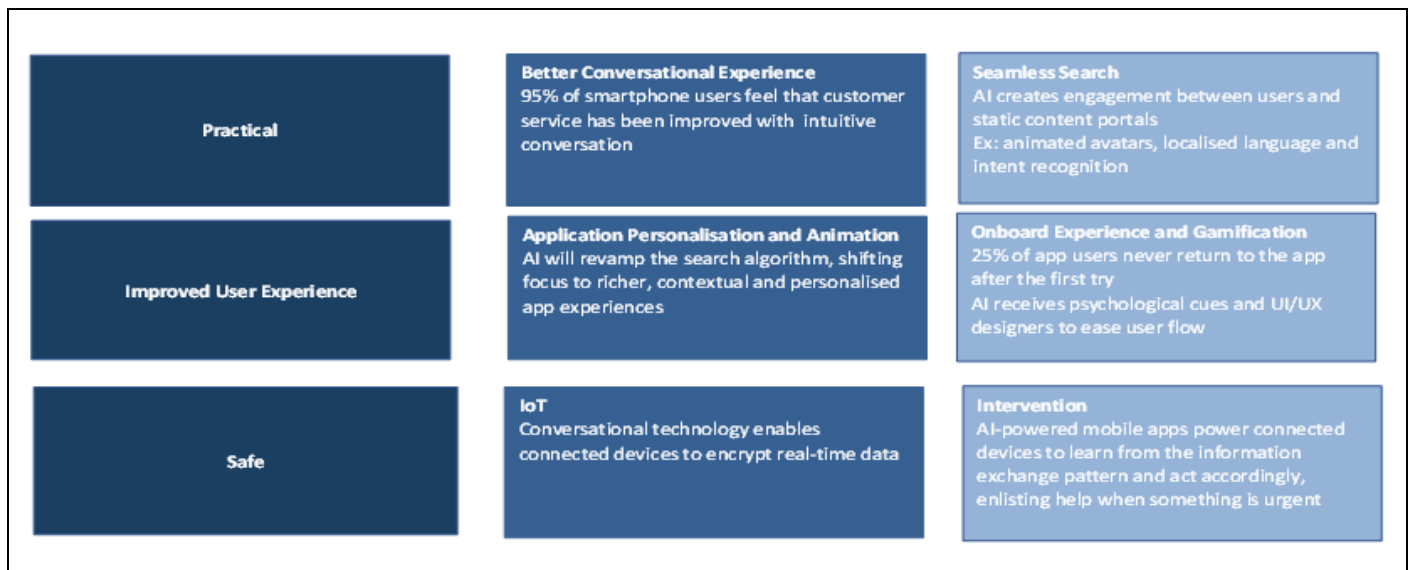 Practical
Better Conversational Experience
95% of smartphone users feel that customer
service has been improved with intuitive
conversation
Seamless Search
AI creates engagement between users and
static content portals
Ex: animated avatars, localised language and
intent recognition
Improved User Experience
Application Personalisation and Animation
AI will revamp the search algorithm, shifting
focus to richer, contextual and personalised
app experiences
Onboard Experience and Gamification
25% of app users never return to the app
after the first try
AI receives psychological cues and UI/UX
designers to ease user flow
Safe
IoT
Conversational technology enables
connected devices to encrypt real-time data
Intervention
AI-powered mobile apps power connected
devices to learn from the information
exchange pattern and act accordingly,
enlisting help when something is urgent